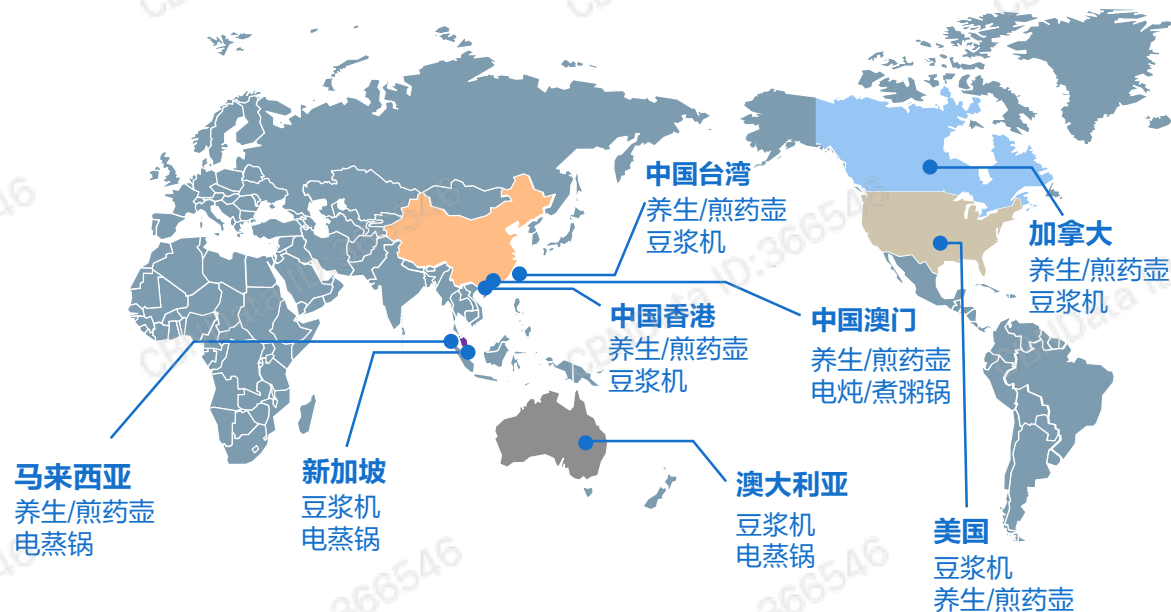 中国台湾
养生/煎药壶
豆浆机
加拿大
养生/煎药壶
豆浆机
中国香港
养生/煎药壶
豆浆机
中国澳门
养生/煎药壶
电炖/煮粥锅
马来西亚
养生/煎药壶
电蒸锅
新加坡
豆浆机
电蒸锅
澳大利亚
豆浆机
电蒸锅
美国
豆浆机
养生/煎药壶
CBNData ID:366546